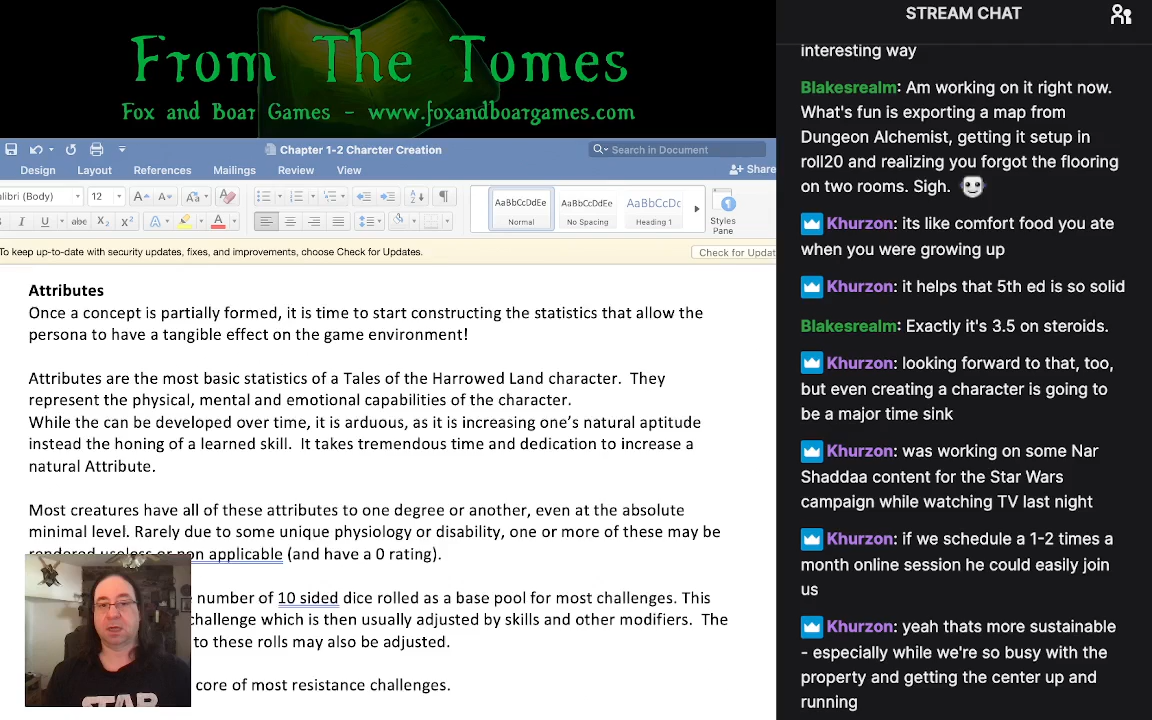 From The Tomes
Fox and Boar Games - www.foxandboargames.com
STREAM CHAT
Chapter 1-2 Charcter Creation
Search in Document
Design Layout References Mailings Review View
Share
alibri (Body) 12
AaBbCcDdEe AaBbCcDdEe AaBbCcDc
Normal No Spacing Heading 1
Styles
Pane
To keep up-to-date with security updates, fixes, and improvements, choose Check for Updates.
Check for Updat
Attributes
Once a concept is partially formed, it is time to start constructing the statistics that allow the
persona to have a tangible effect on the game environment!
Attributes are the most basic statistics of a Tales of the Harrowed Land character. They
represent the physical, mental and emotional capabilities of the character.
While the can be developed over time, it is arduous, as it is increasing one’s natural aptitude
instead the honing of a learned skill. It takes tremendous time and dedication to increase a
natural Attribute.
Most creatures have all of these attributes to one degree or another, even at the absolute
minimal level. Rarely due to some unique physiology or disability, one or more of these may be
rendered useless or non applicable (and have a 0 rating).
number of 10 sided dice rolled as a base pool for most challenges. This
challenge which is then usually adjusted by skills and other modifiers. The
to these rolls may also be adjusted.
core of most resistance challenges.
STAR
interesting way
Blakesrealm: Am working on it right now.
What's fun is exporting a map from
Dungeon Alchemist, getting it setup in
roll20 and realizing you forgot the flooring
on two rooms. Sigh.
Khurzon: its like comfort food you ate
when you were growing up
Khurzon: it helps that 5th ed is so solid
Blakesrealm: Exactly it's 3.5 on steroids.
Khurzon: looking forward to that, too,
but even creating a character is going to
be a major time sink
Khurzon: was working on some Nar
Shaddaa content for the Star Wars
campaign while watching TV last night
Khurzon: if we schedule a 1-2 times a
month online session he could easily join
us
Khurzon: yeah thats more sustainable
- especially while we're so busy with the
property and getting the center up and
running